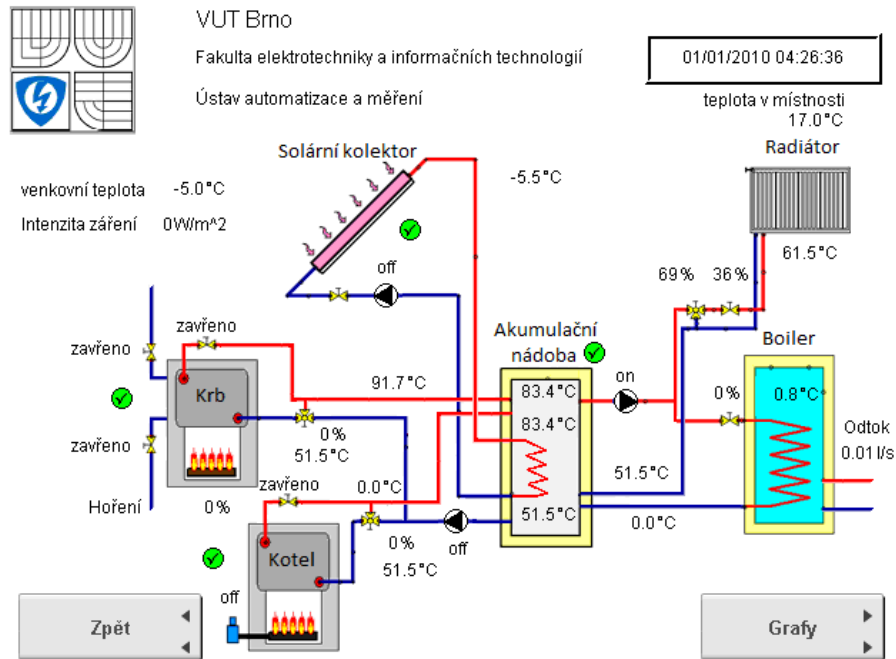 VUT Brno
Fakulta elektrotechniky a informačních technologií
Ústav automatizace a měření
01/01/2010 04:26:36
teplota v místnosti
17.0°C
Radiátor
Solární kolektor
-5.5°C
venkovní teplota -5.0°C
Intenzita záření 0W/m^2
61.5°C
off
69% 36%
zavřeno
zavřeno
Akumulační
nádoba
Boiler
on
Krb
91.7°C
83.4°C
0%
0.8°C
83.4°C
Odtok
0.01l/s
zavřeno
0%
51.5°C
51.5°C
Hoření
0%
zavřeno
0.0°C
51.5°C
0.0°C
Kotel
0%
51.5°C
off
off
Zpět
Grafy